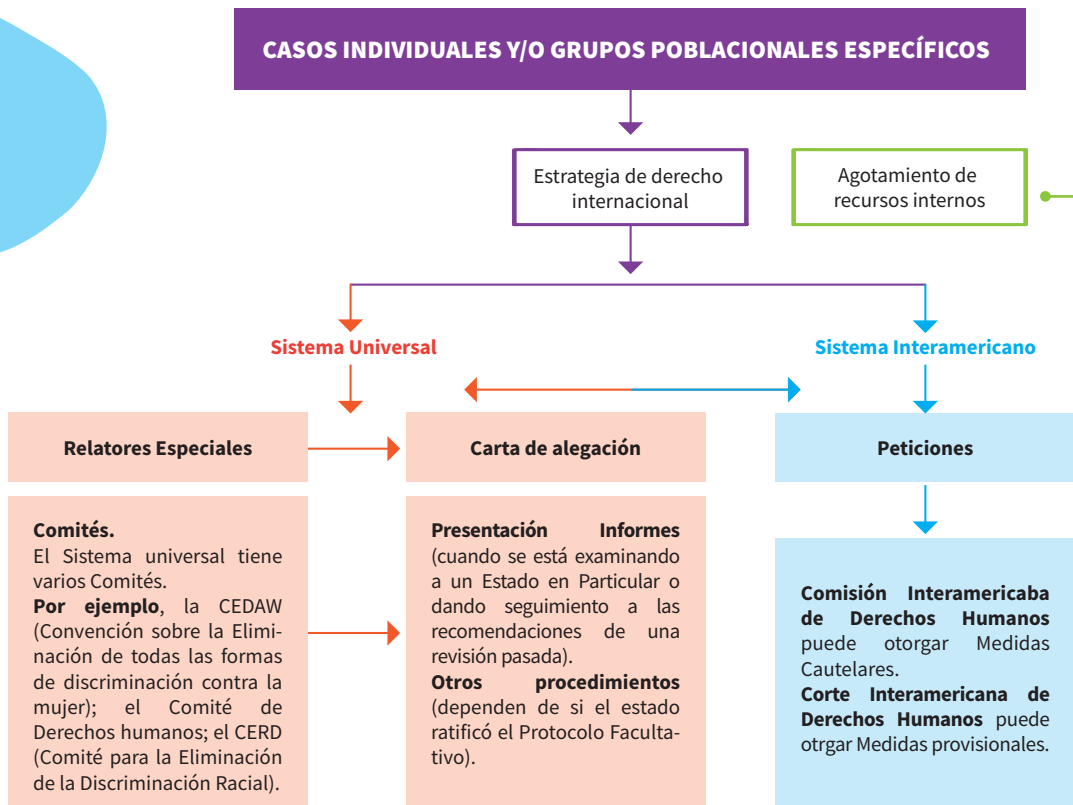 CASOS INDIVIDUALES Y/O GRUPOS POBLACIONALES ESPECÍFICOS
Estrategia de derecho
internacional
Agotamiento de
recursos internos
Sistema Universal
Sistema Interamericano
Relatores Especiales
Carta de alegación
Peticiones
Comités.
El Sistema universal tiene
varios Comités.
Por ejemplo, la CEDAW
(Convención sobre la Elimi-
nación de todas las formas
de discriminación contra la
mujer); el Comité de
Derechos humanos; el CERD
(Comité para la Eliminación
de la Discriminación Racial).
Presentación Informes
(cuando se está examinando
a un Estado en Particular o
dando seguimiento a las
recomendaciones de una
revisión pasada).
Otros procedimientos
(dependen de si el estado
ratificó el Protocolo Faculta-
tivo).
Comisión Interamericaba
de Derechos Humanos
puede otorgar Medidas
Cautelares.
Corte Interamericana de
Derechos Humanos puede
otrgar Medidas provisionales.